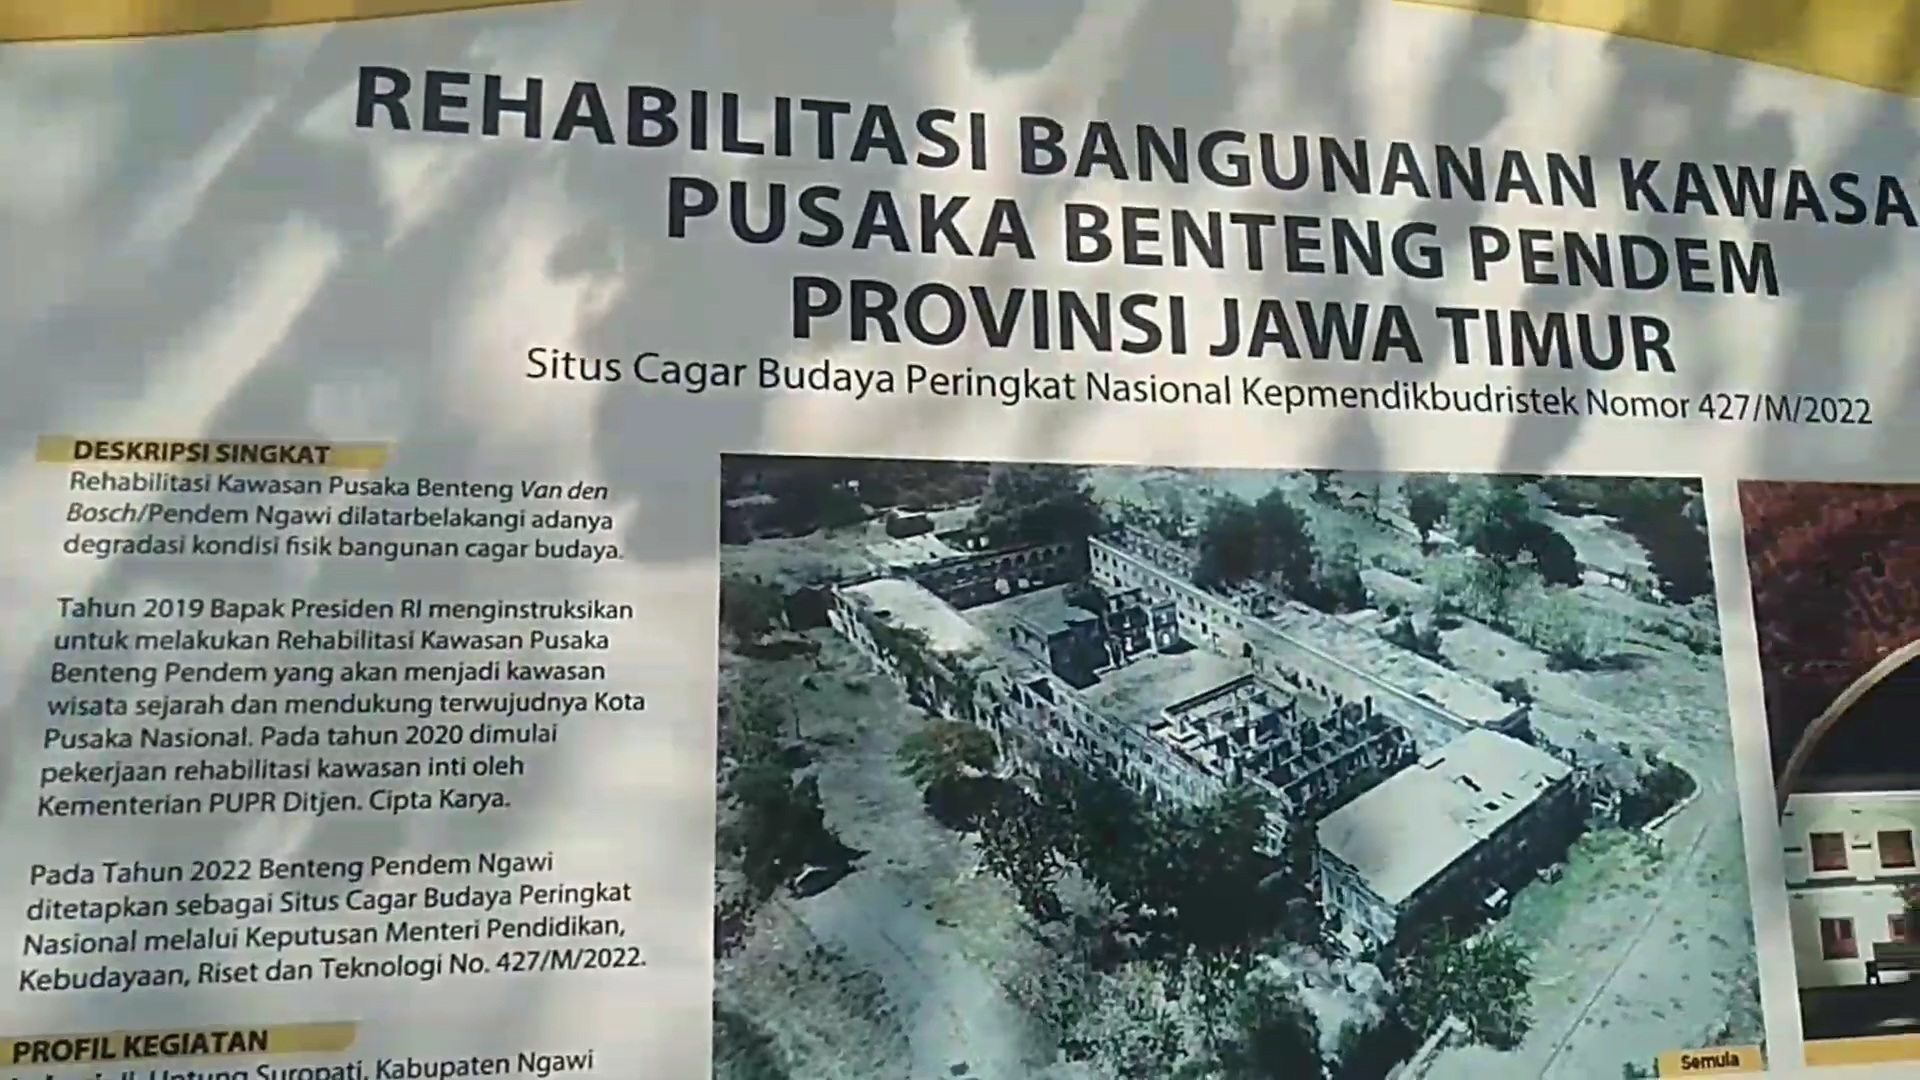 REHABILITASI BANGUNANAN KAWASA
PUSAKA BENTENG PENDEM
PROVINSI JAWA TIMUR
Situs Cagar Budaya Peringkat Nasional Kepmendikbudristek Nomor 427/M/2022
DESKRIPSI SINGKAT
Rehabilitasi Kawasan Pusaka Benteng Van den
Bosch/Pendem Ngawi dilatarbelakangi adanya
degradasi kondisi fisik bangunan cagar budaya.
Tahun 2019 Bapak Presiden RI menginstruksikan
untuk melakukan Rehabilitasi Kawasan Pusaka
Benteng Pendem yang akan menjadi kawasan
wisata sejarah dan mendukung terwujudnya Kota
Pusaka Nasional. Pada tahun 2020 dimulai
pekerjaan rehabilitasi kawasan inti oleh
Kementerian PUPR Ditjen. Cipta Karya.
Pada Tahun 2022 Benteng Pendem Ngawi
ditetapkan sebagai Situs Cagar Budaya Peringkat
Nasional melalui Keputusan Menteri Pendidikan,
Kebudayaan, Riset dan Teknologi No. 427/M/2022.
PROFIL KEGIATAN
Untung Suropati, Kabupaten Ngawi
Semula